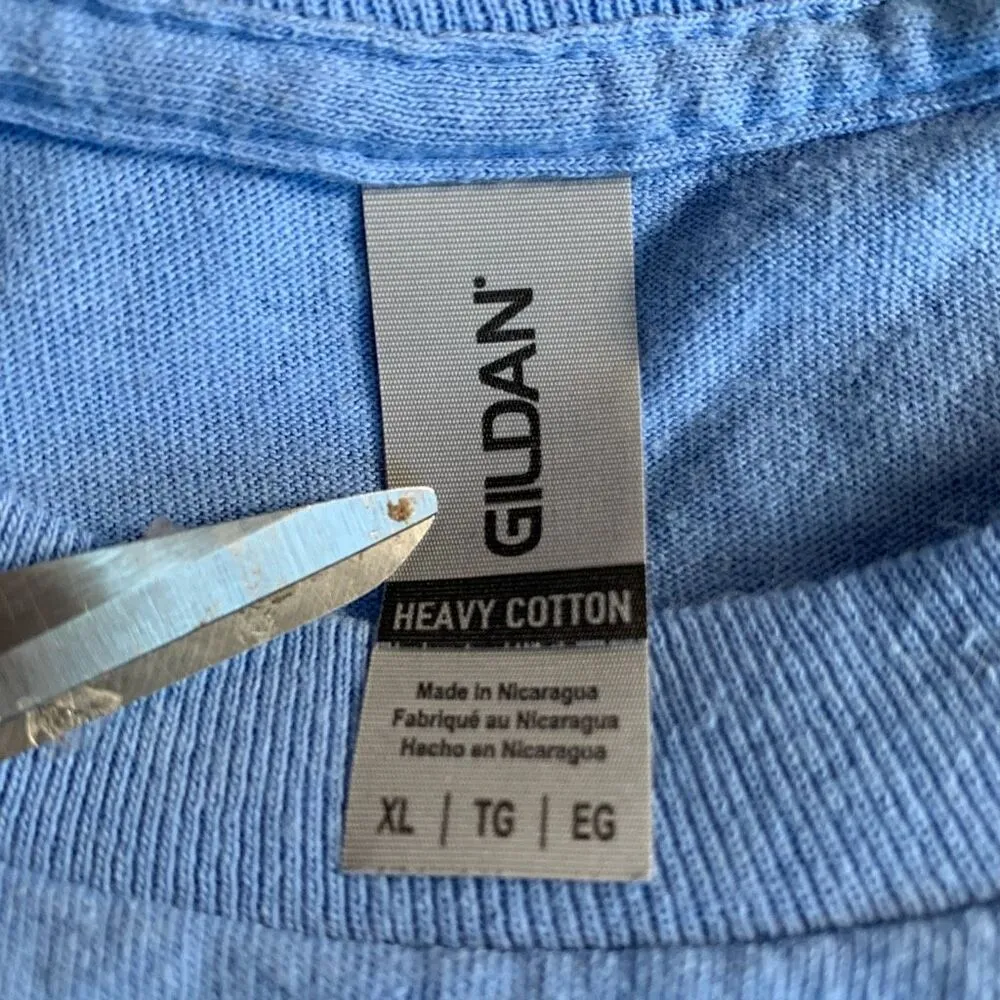 GILDAN
HEAVY COTTON
Made in Nicaragua
Fabriqué au Nicaragua
Hecho en Nicaragua
XL | TG | EG